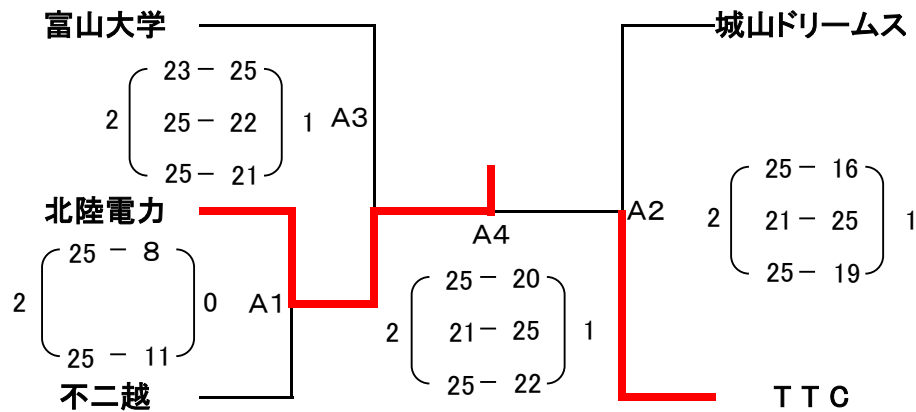 富山大学
城山ドリームス
23 － 25
2 25 － 22 1
25 － 21
A3
25 － 16
2 21 － 25 1
25 － 19
北陸電力
A2
A4
25 － 8
2 0
25 － 11
A1
25 － 20
2 21 － 25 1
25 － 22
不二越
ＴＴＣ